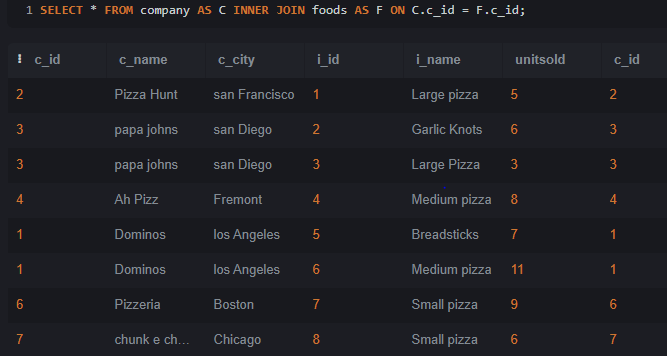 1 SELECT * FROM company AS C INNER JOIN foods AS F ON C.c_id = F.c_id;
c_id c_name c_city i_id i_name unitsold c_id
2 Pizza Hunt san Francisco 1 Large pizza 5 2
3 papa johns san Diego 2 Garlic Knots 6 3
3 papa johns san Diego 3 Large Pizza 3 3
4 Ah Pizz Fremont 4 Medium pizza 8 4
1 Dominos los Angeles 5 Breadsticks 7 1
1 Dominos los Angeles 6 Medium pizza 11 1
6 Pizzeria Boston 7 Small pizza 9 6
7 chunk e ch... Chicago 8 Small pizza 6 7